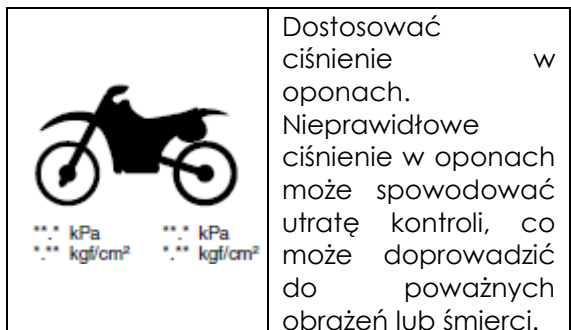 **.* kPa **.* kPa
*.** kgf/cm² *.** kgf/cm²
Dostosować
ciśnienie w
oponach.
Nieprawidłowe
ciśnienie w oponach
może spowodować
utratę kontroli, co
może doprowadzić
do poważnych
obrażeń lub śmierci.